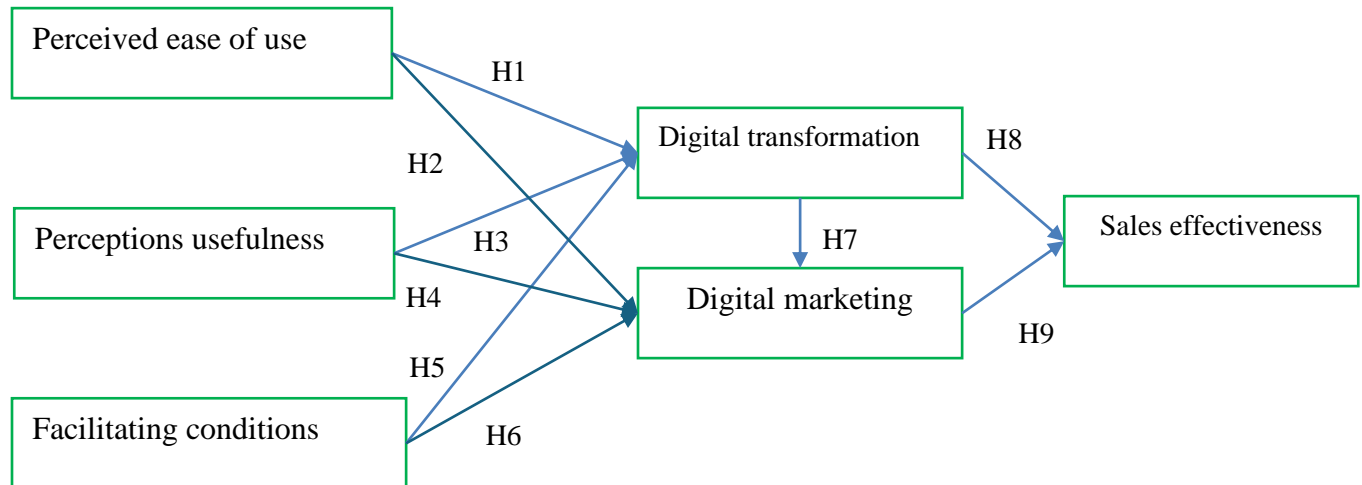 Perceived ease of use
H1
Digital transformation
H8
H2
Perceptions usefulness
H3
H7
Sales effectiveness
H4
Digital marketing
H9
H5
Facilitating conditions
H6